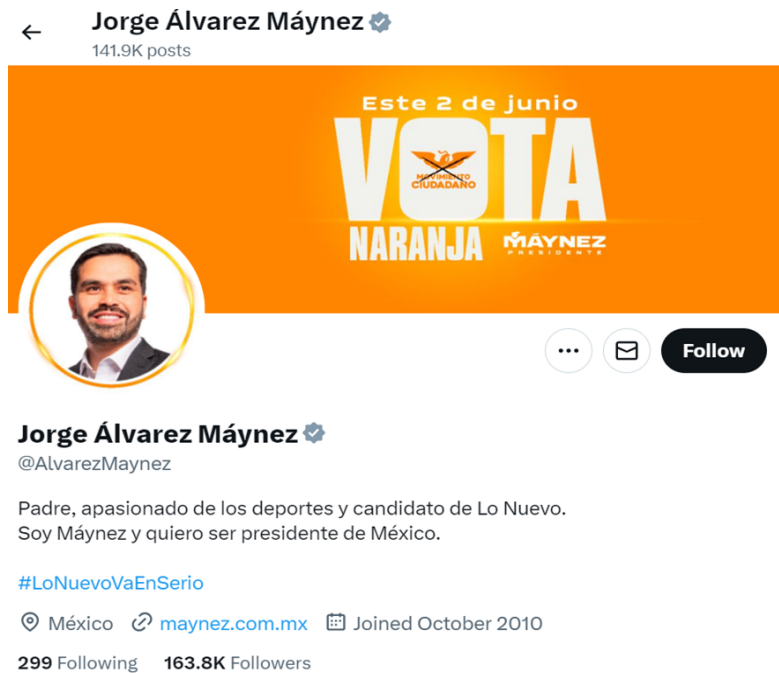 Jorge Álvarez Máynez
141.9K posts
Este 2 de junio
VOTA
MOVIMIENTO
CIUDADANO
NARANJA
MÁYNEZ
PRESIDENTE
Follow
Jorge Álvarez Máynez
@AlvarezMaynez
Padre, apasionado de los deportes y candidato de Lo Nuevo.
Soy Máynez y quiero ser presidente de México.
#LoNuevoVaEnSerio
México maynez.com.mx Joined October 2010
299 Following 163.8K Followers